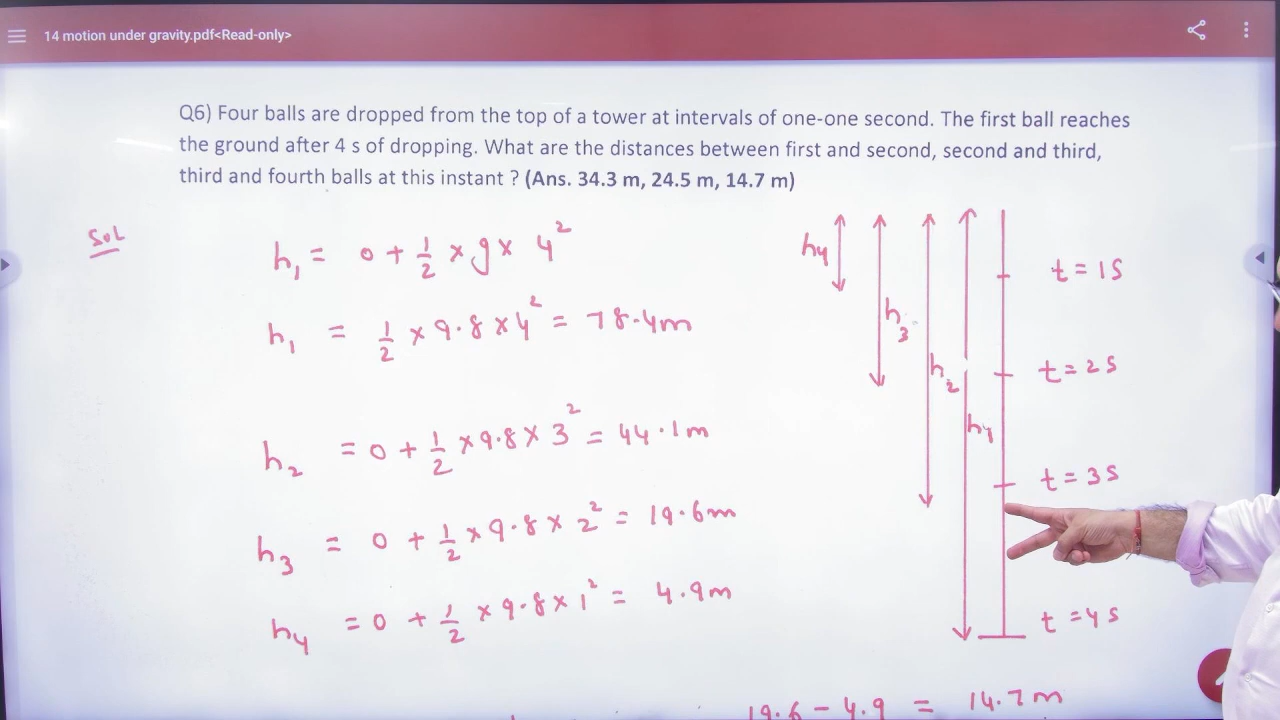 14 motion under gravity.pdf<Read-only>
Q6) Four balls are dropped from the top of a tower at intervals of one-one second. The first ball reaches
the ground after 4 s of dropping. What are the distances between first and second, second and third,
third and fourth balls at this instant ? (Ans. 34.3 m, 24.5 m, 14.7 m)
Sol
h₁ = 0 + 1/2 × g × 4²
h₁ = 1/2 × 9.8 × 4² = 78.4m
h₂ = 0 + 1/2 × 9.8 × 3² = 44.1m
h₃ = 0 + 1/2 × 9.8 × 2² = 19.6m
h₄ = 0 + 1/2 × 9.8 × 1² = 4.9m
19.6 - 4.9 = 14.7m
h₄
h₃
h₂
h₁
t = 1S
t = 2S
t = 3S
t = 4S